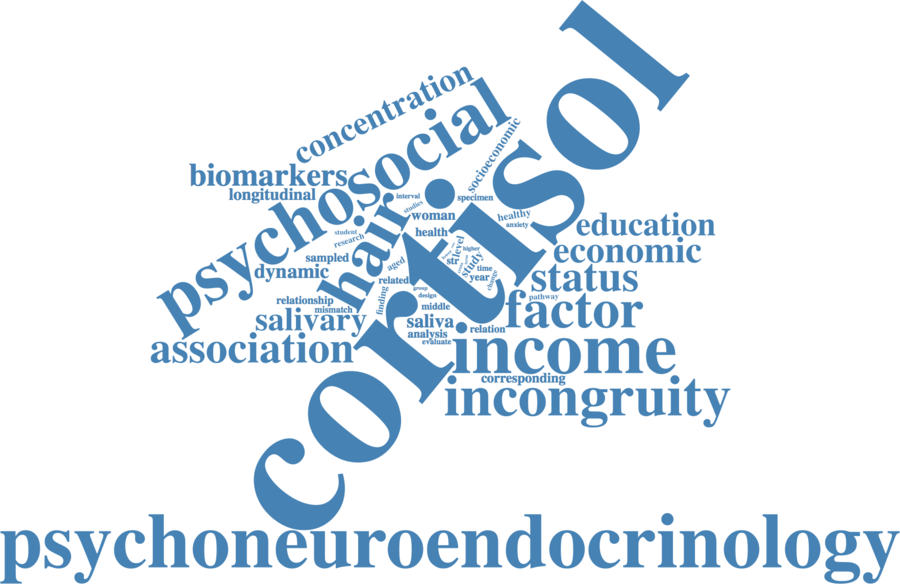 cortisol
concentration
psychosocial
socioeconomic
biomarkers
longitudinal
interval
specimen
studies
woman
healthy
anxiety
hair
student
research
health
education
level
higher
economic
sampled
aged
str
study
dynamic
time
status
related
year
change
group
design
pathway
relationship
finding
mismatch
middle
factor
salivary
saliva
relation
analysis
evaluate
association
income
corresponding
incongruity
psychoneuroendocrinology